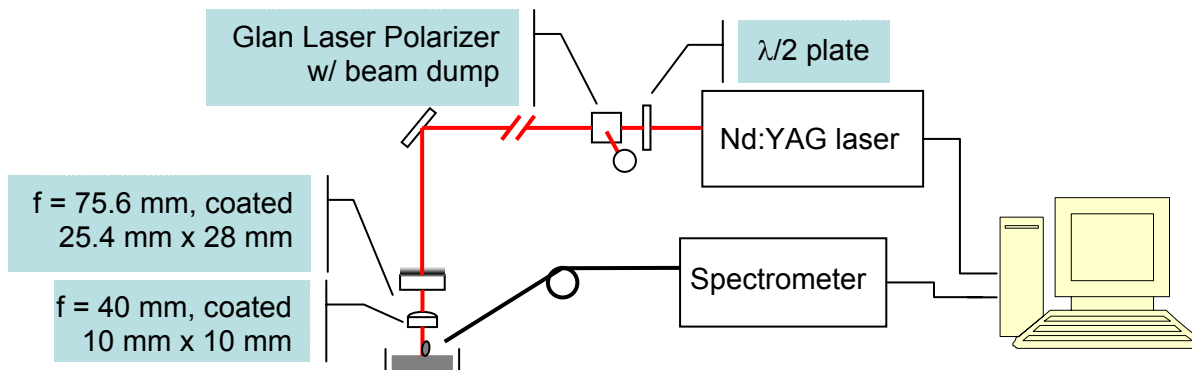 Glan Laser Polarizer
w/ beam dump
λ/2 plate
Nd:YAG laser
f = 75.6 mm, coated
25.4 mm x 28 mm
Spectrometer
f = 40 mm, coated
10 mm x 10 mm